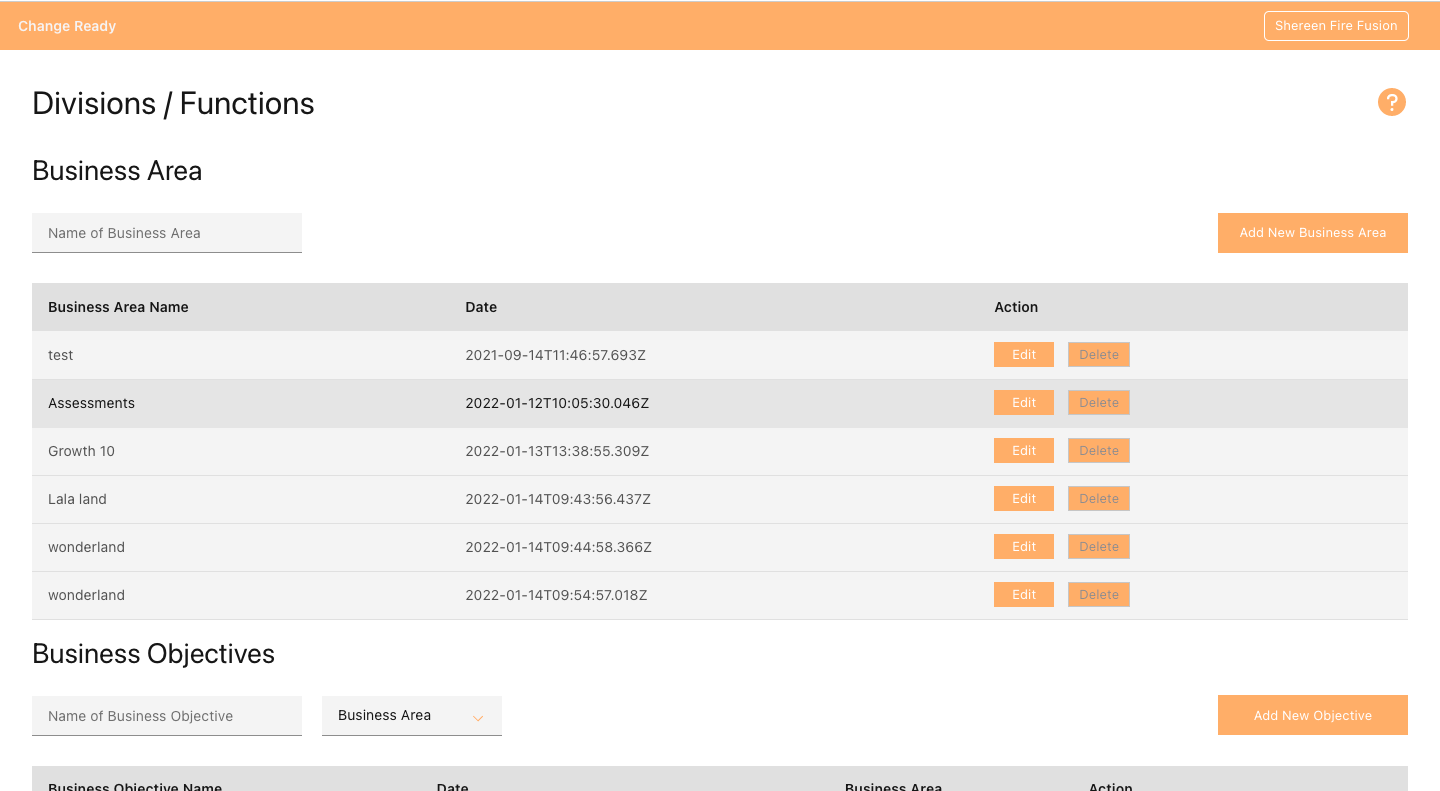 Change Ready Shereen Fire Fusion
Divisions / Functions ?
Business Area
Name of Business Area Add New Business Area
Business Area Name Date Action
test 2021-09-14T11:46:57.693Z Edit Delete
Assessments 2022-01-12T10:05:30.046Z Edit Delete
Growth 10 2022-01-13T13:38:55.309Z Edit Delete
Lala land 2022-01-14T09:43:56.437Z Edit Delete
wonderland 2022-01-14T09:44:58.366Z Edit Delete
wonderland 2022-01-14T09:54:57.018Z Edit Delete
Business Objectives
Name of Business Objective Business Area Add New Objective
Business Objective Name Date Business Area Action